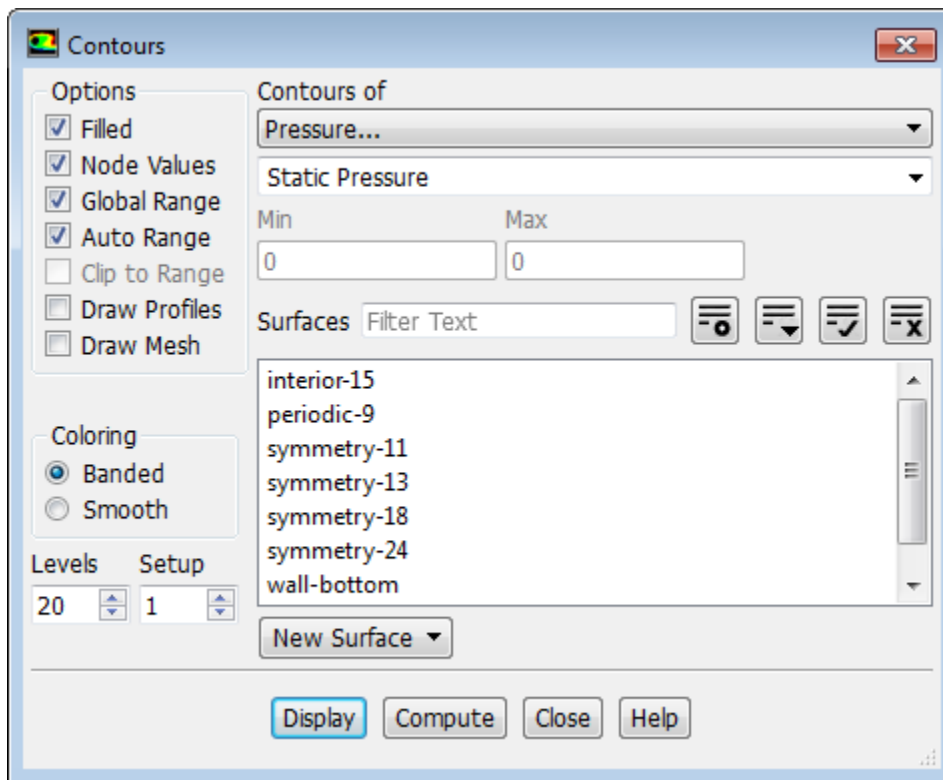 Contours
Options
Filled
Node Values
Global Range
Auto Range
Clip to Range
Draw Profiles
Draw Mesh
Coloring
Banded
Smooth
Levels Setup
20 1
Contours of
Pressure...
Static Pressure
Min Max
0 0
Surfaces Filter Text
interior-15
periodic-9
symmetry-11
symmetry-13
symmetry-18
symmetry-24
wall-bottom
New Surface
Display Compute Close Help